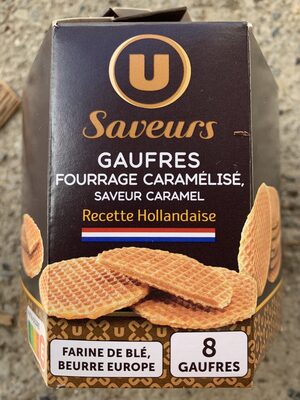 U
Saveurs
GAUFRES
FOURRAGE CARAMÉLISÉ,
SAVEUR CARAMEL
Recette Hollandaise
FARINE DE BLÉ,
BEURRE EUROPE
8
GAUFRES